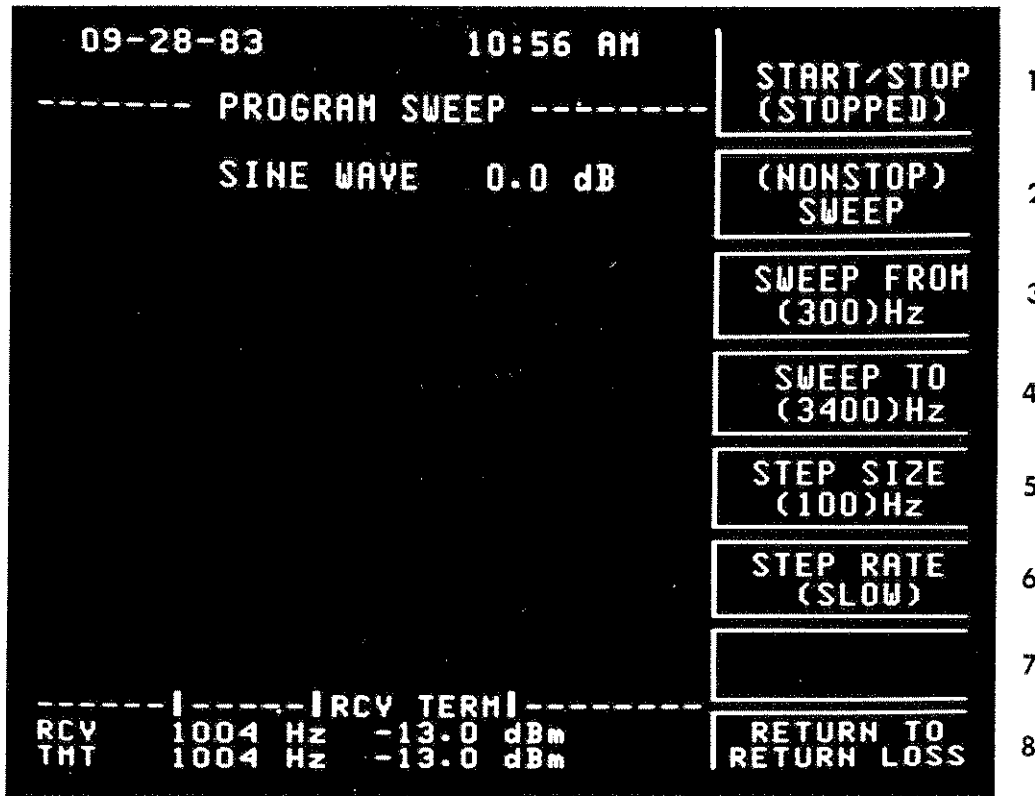 09-28-83 10:56 AM
------- PROGRAM SWEEP --------
SINE WAVE 0.0 dB
START/STOP
(STOPPED)
1
(NONSTOP)
SWEEP
2
SWEEP FROM
(300)Hz
3
SWEEP TO
(3400)Hz
4
STEP SIZE
(100)Hz
5
STEP RATE
(SLOW)
6
7
RETURN TO
RETURN LOSS
8
------|-----|RCV TERM|--------
RCV 1004 Hz -13.0 dBm
TMT 1004 Hz -13.0 dBm